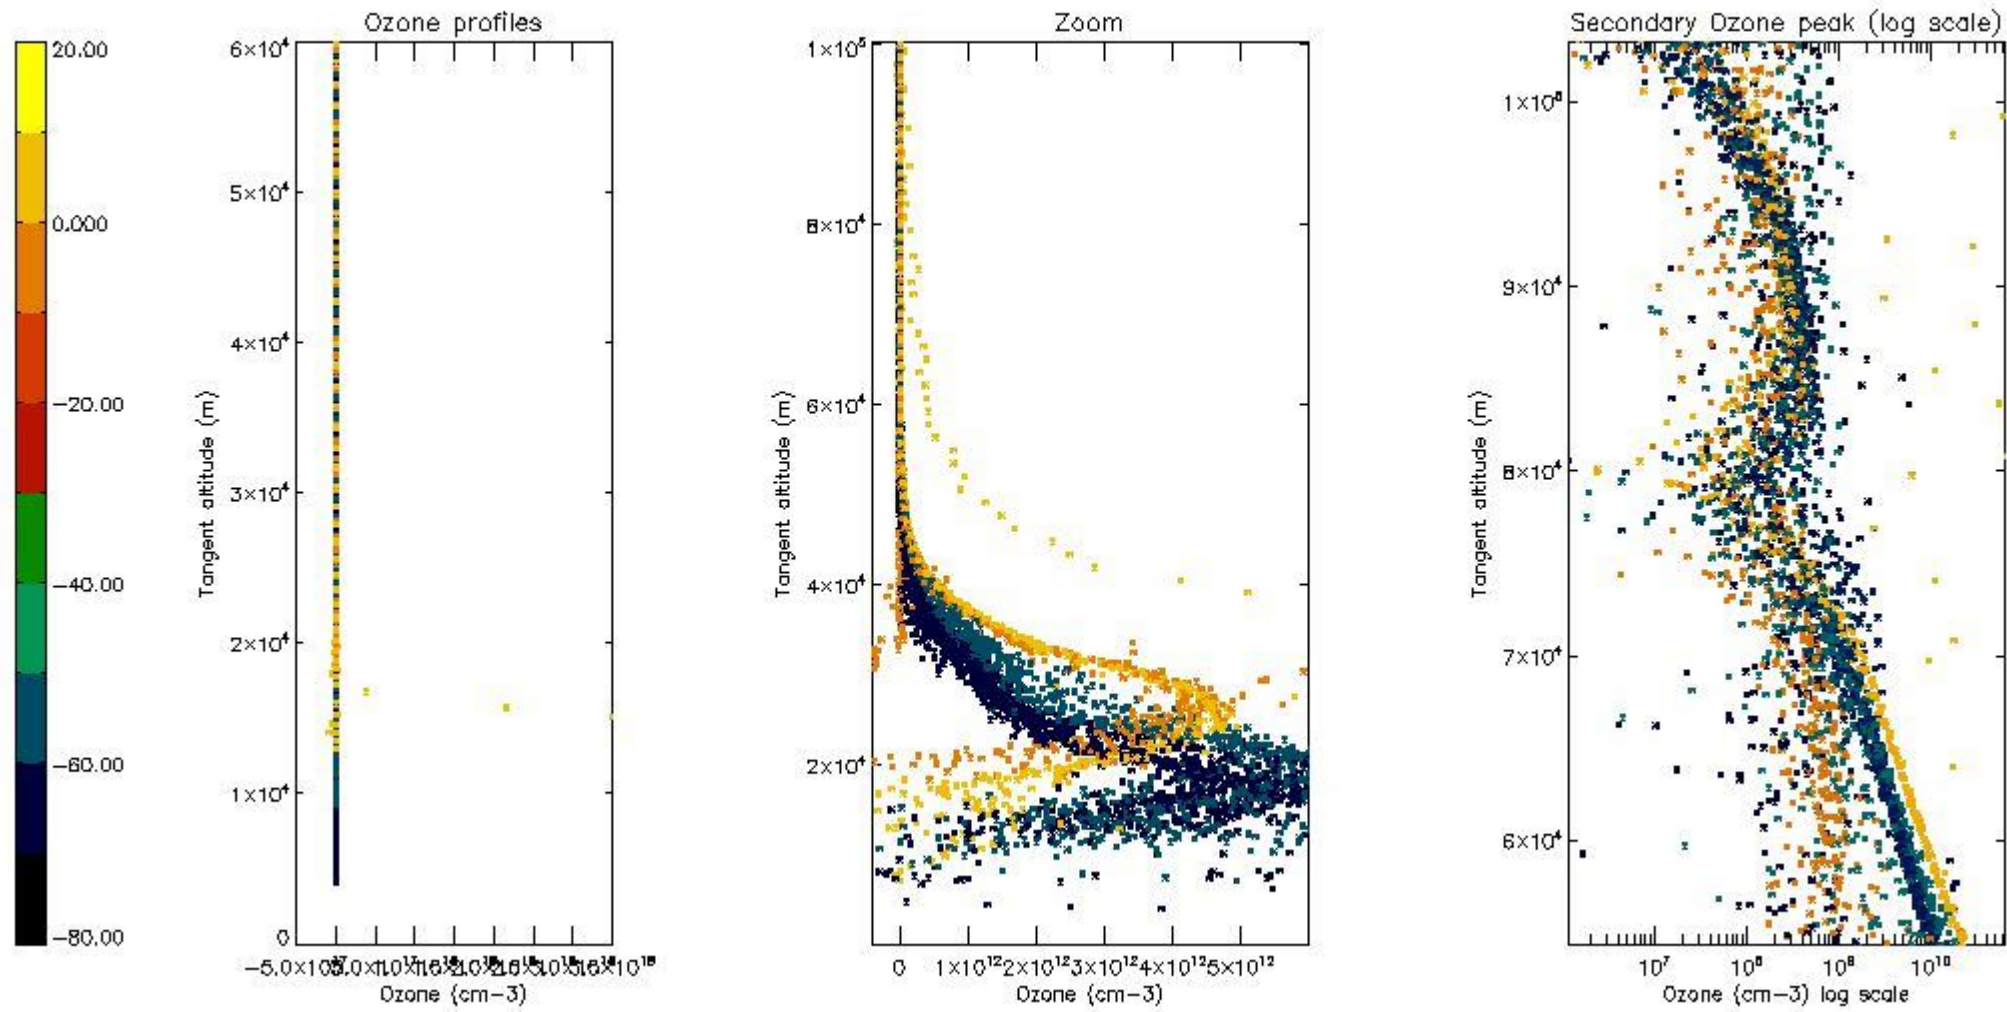 Ozone profiles
Zoom
Secondary Ozone peak (log scale)
20.00
0.000
−20.00
−40.00
−60.00
−80.00
6×10⁴
5×10⁴
4×10⁴
3×10⁴
2×10⁴
1×10⁴
0
Tangent altitude (m)
Ozone (cm−3)
1×10⁵
8×10⁴
6×10⁴
4×10⁴
2×10⁴
Tangent altitude (m)
0 1×10¹² 2×10¹² 3×10¹² 4×10¹² 5×10¹²
Ozone (cm−3)
1×10⁵
9×10⁴
8×10⁴
7×10⁴
6×10⁴
Tangent altitude (m)
10⁷ 10⁸ 10⁹ 10¹⁰
Ozone (cm−3) log scale